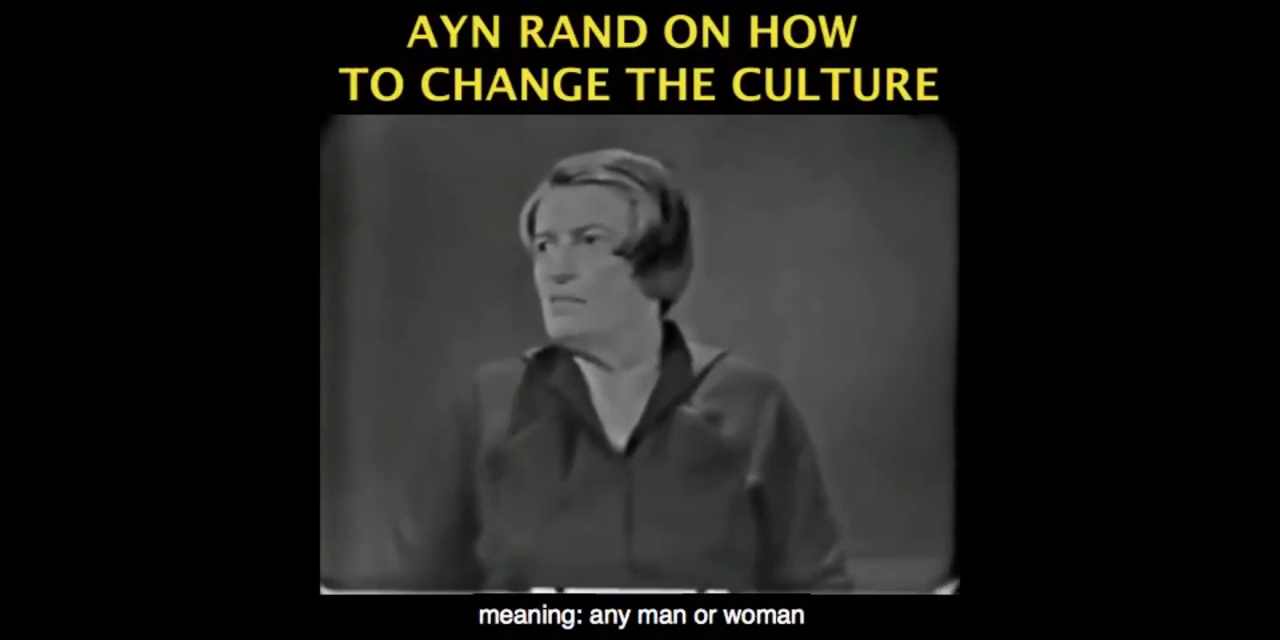 AYN RAND ON HOW
TO CHANGE THE CULTURE
meaning: any man or woman